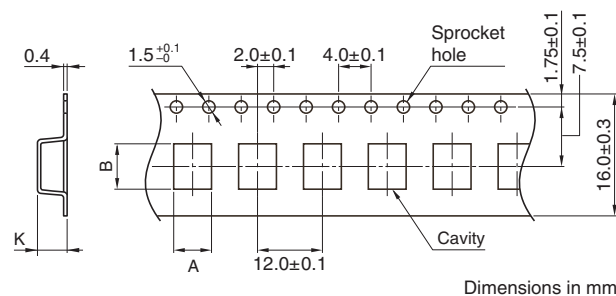 0.4
1.5 +0.1 –0
2.0±0.1
4.0±0.1
Sprocket
hole
1.75±0.1
7.5±0.1
16.0±0.3
B
K
A
12.0±0.1
Cavity
Dimensions in mm